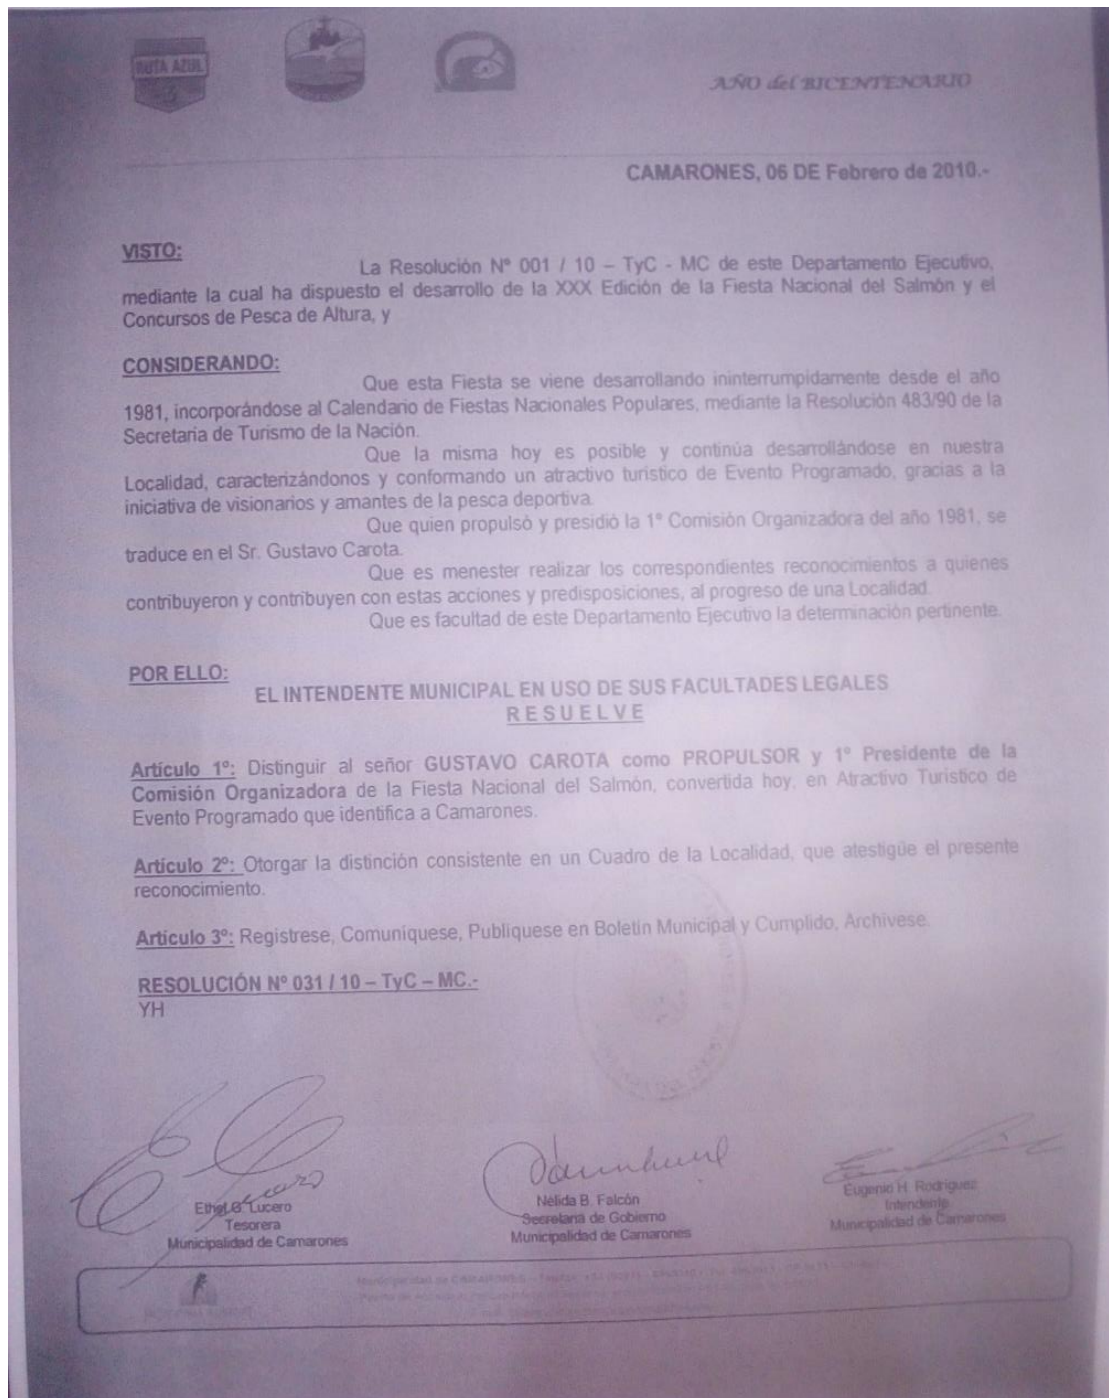 RUTA AZUL
AÑO del BICENTENARIO
CAMARONES, 06 DE Febrero de 2010.-
VISTO:
La Resolución Nº 001 / 10 – TyC - MC de este Departamento Ejecutivo,
mediante la cual ha dispuesto el desarrollo de la XXX Edición de la Fiesta Nacional del Salmón y el
Concursos de Pesca de Altura, y
CONSIDERANDO:
Que esta Fiesta se viene desarrollando ininterrumpidamente desde el año
1981, incorporándose al Calendario de Fiestas Nacionales Populares, mediante la Resolución 483/90 de la
Secretaria de Turismo de la Nación.
Que la misma hoy es posible y continúa desarrollándose en nuestra
Localidad, caracterizándonos y conformando un atractivo turístico de Evento Programado, gracias a la
iniciativa de visionarios y amantes de la pesca deportiva.
Que quien propulsó y presidió la 1º Comisión Organizadora del año 1981, se
traduce en el Sr. Gustavo Carota.
Que es menester realizar los correspondientes reconocimientos a quienes
contribuyeron y contribuyen con estas acciones y predisposiciones, al progreso de una Localidad.
Que es facultad de este Departamento Ejecutivo la determinación pertinente.
POR ELLO:
EL INTENDENTE MUNICIPAL EN USO DE SUS FACULTADES LEGALES
R E S U E L V E
Artículo 1º: Distinguir al señor GUSTAVO CAROTA como PROPULSOR y 1º Presidente de la
Comisión Organizadora de la Fiesta Nacional del Salmón, convertida hoy, en Atractivo Turístico de
Evento Programado que identifica a Camarones.
Artículo 2º: Otorgar la distinción consistente en un Cuadro de la Localidad, que atestigüe el presente
reconocimiento.
Artículo 3º: Registrese, Comuníquese, Publiquese en Boletín Municipal y Cumplido, Archívese.
RESOLUCIÓN Nº 031 / 10 – TyC – MC.-
YH
Ethel G. Lucero
Tesorera
Municipalidad de Camarones
Nélida B. Falcón
Secretaria de Gobierno
Municipalidad de Camarones
Eugenio H. Rodríguez
Intendente
Municipalidad de Camarones